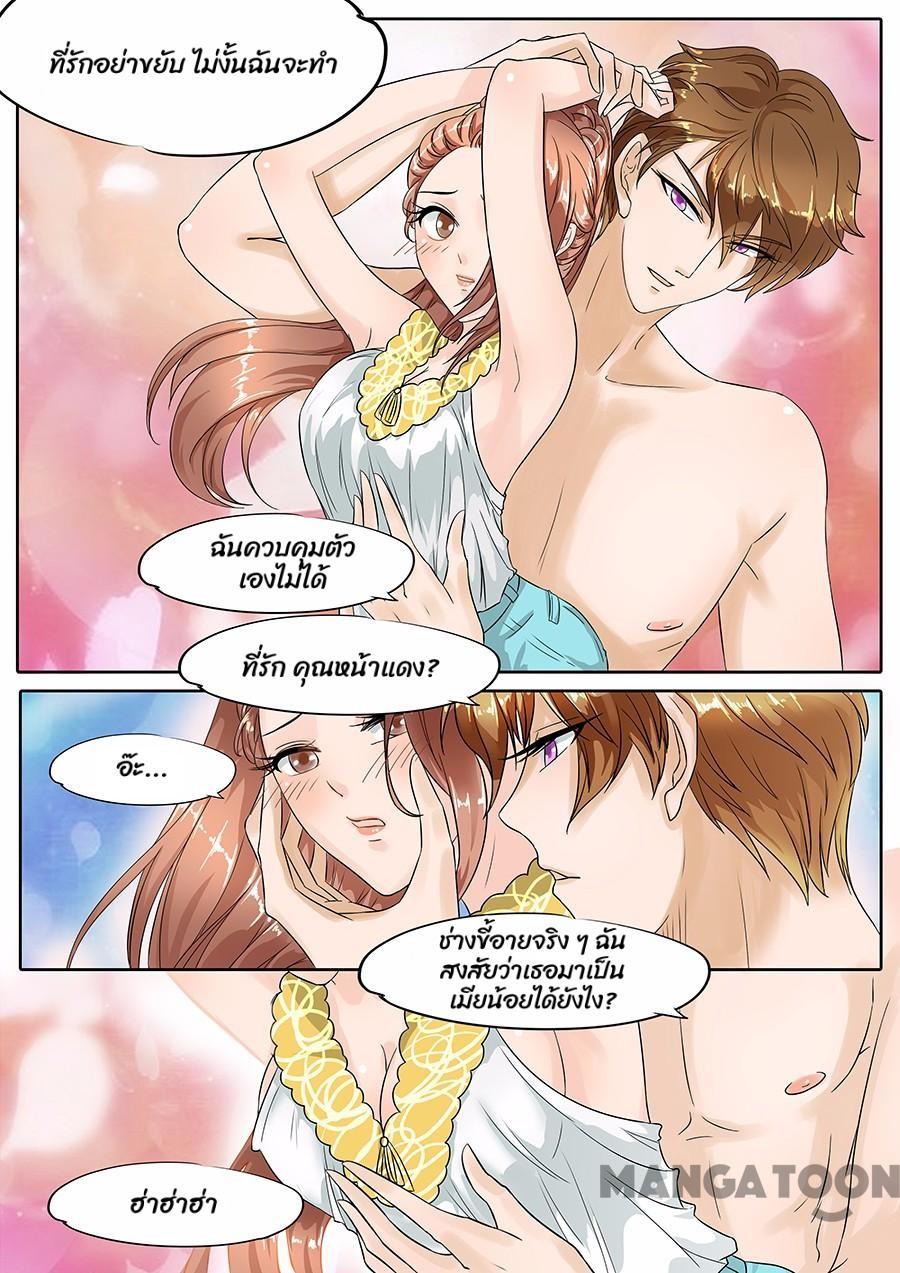 ที่รักอย่าขยับ ไม่งั้นฉันจะทำ
ฉันควบคุมตัว
เองไม่ได้
ที่รัก คุณหน้าแดง?
อ๊ะ...
ช่างขี้อายจริง ๆ ฉัน
สงสัยว่าเธอมาเป็น
เมียน้อยได้ยังไง?
ฮ่าฮ่าฮ่า
MANGATOON